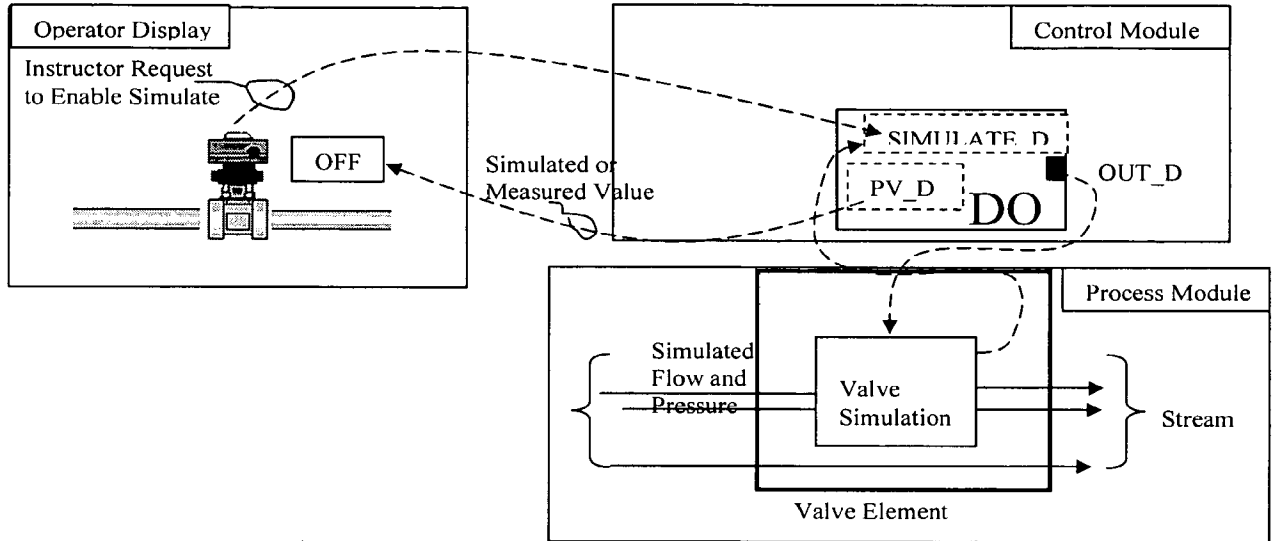 Operator Display
Instructor Request
to Enable Simulate
OFF
Simulated or
Measured Value
Control Module
SIMULATE_D
PV_D
DO
OUT_D
Process Module
Simulated
Flow and
Pressure
Valve
Simulation
Stream
Valve Element